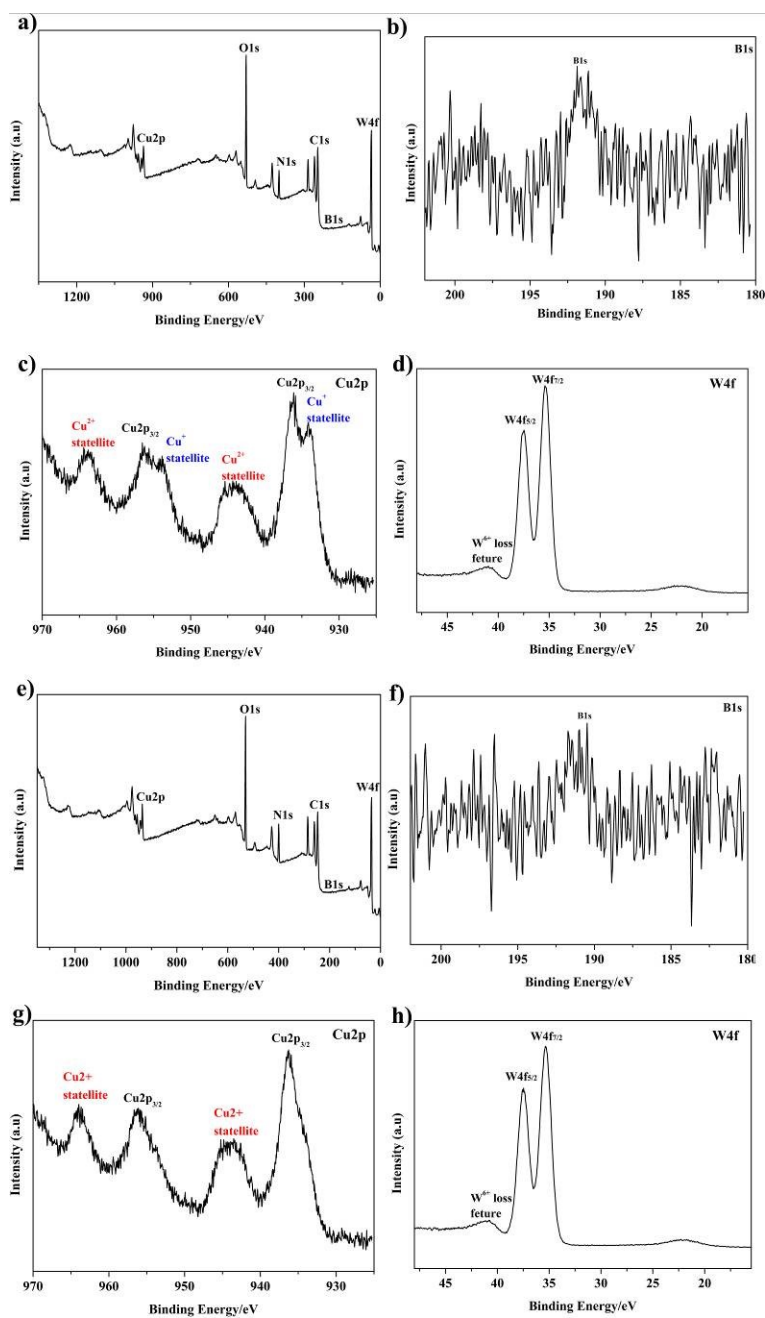 a)
O1s
W4f
Cu2p
C1s
N1s
B1s
Intensity (a.u)
1200 900 600 300 0
Binding Energy/eV
b)
B1s
B1s
Intensity (a.u)
200 195 190 185 180
Binding Energy/eV
c)
Cu2p
Cu2p3/2
Cu+
statellite
Cu2+
statellite
Cu2p3/2
Cu+
statellite
Cu2+
statellite
Intensity (a.u)
970 960 950 940 930
Binding Energy/eV
d)
W4f
W4f7/2
W4f5/2
W6+ loss
feture
Intensity (a.u)
45 40 35 30 25 20
Binding Energy/eV
e)
O1s
W4f
Cu2p
C1s
N1s
B1s
Intensity (a.u)
1200 1000 800 600 400 200 0
Binding Energy/eV
f)
B1s
B1s
Intensity (a.u)
200 195 190 185 180
Binding Energy/eV
g)
Cu2p
Cu2p3/2
Cu2+
statellite
Cu2p3/2
Cu2+
statellite
Intensity (a.u)
970 960 950 940 930
Binding Energy/eV
h)
W4f
W4f7/2
W4f5/2
W6+ loss
feture
Intensity (a.u)
45 40 35 30 25 20
Binding Energy/eV